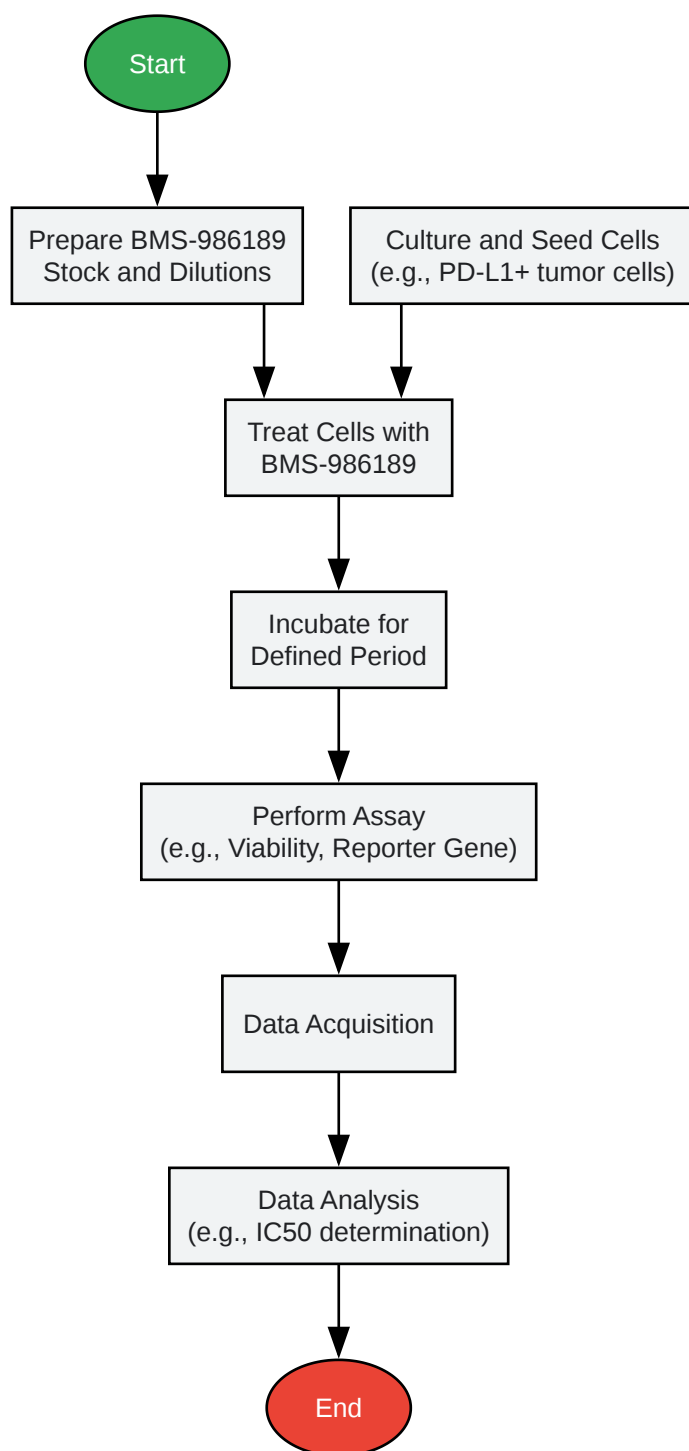 Start
Prepare BMS-986189
Stock and Dilutions
Culture and Seed Cells
(e.g., PD-L1+ tumor cells)
Treat Cells with
BMS-986189
Incubate for
Defined Period
Perform Assay
(e.g., Viability, Reporter Gene)
Data Acquisition
Data Analysis
(e.g., IC50 determination)
End